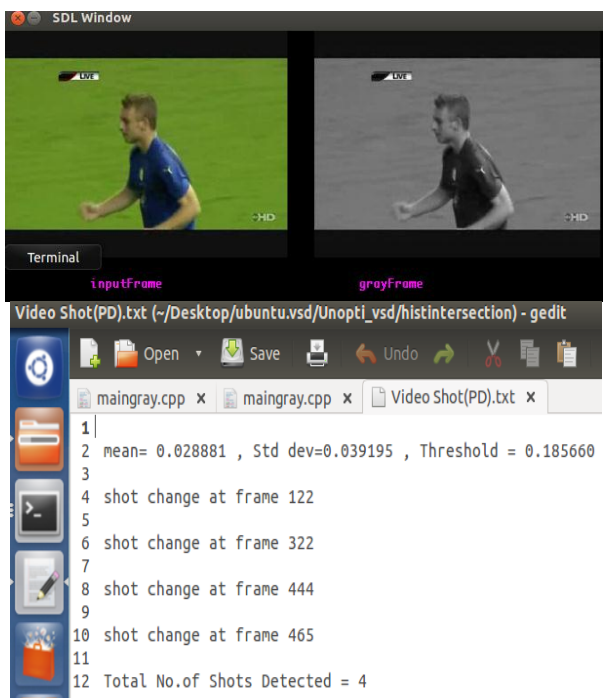 SDL Window
LIVE
LIVE
HD
HD
Terminal
inputFrame
grayFrame
Video Shot(PD).txt (~/Desktop/ubuntu.vsd/Unopti_vsd/histintersection) - gedit
Open Save Undo
maingray.cpp x maingray.cpp x Video Shot(PD).txt x
1
2 mean= 0.028881 , Std dev=0.039195 , Threshold = 0.185660
3
4 shot change at frame 122
5
6 shot change at frame 322
7
8 shot change at frame 444
9
10 shot change at frame 465
11
12 Total No.of Shots Detected = 4